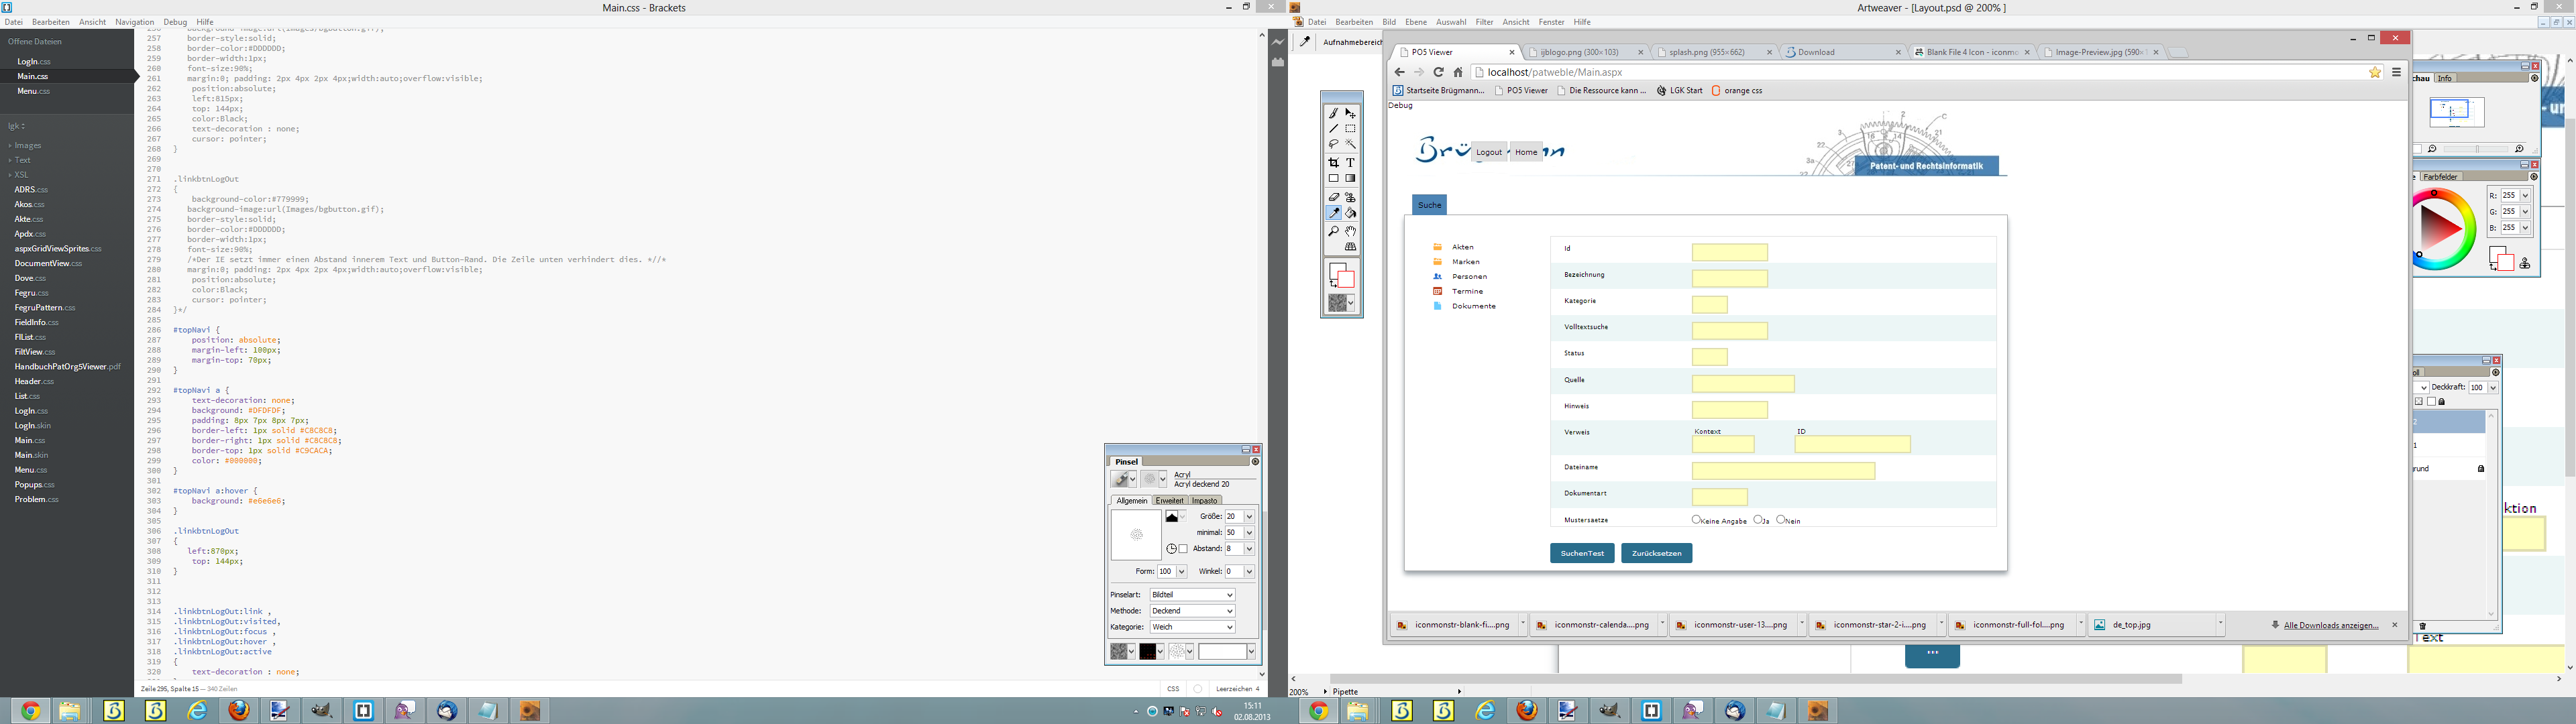 Main.css - Brackets
Datei Bearbeiten Ansicht Navigation Debug Hilfe
Offene Dateien
LogIn.css
Main.css
Menu.css
lgk
Images
Text
XSL
ADRS.css
Akos.css
Akte.css
Apdx.css
aspxGridViewSprites.css
DocumentView.css
Dove.css
Fegru.css
FegruPattern.css
FieldInfo.css
FlList.css
FiltView.css
HandbuchPatOrg5Viewer.pdf
Header.css
List.css
LogIn.css
LogIn.skin
Main.css
Main.skin
Menu.css
Popups.css
Problem.css
256 background-image:url(Images/bgbutton.gif);
257 border-style:solid;
258 border-color:#DDDDDD;
259 border-width:1px;
260 font-size:90%;
261 margin:0; padding: 2px 4px 2px 4px;width:auto;overflow:visible;
262 position:absolute;
263 left:815px;
264 top: 144px;
265 color:Black;
266 text-decoration : none;
267 cursor: pointer;
268 }
269
270
271 .linkbtnLogOut
272 {
273 background-color:#779999;
274 background-image:url(Images/bgbutton.gif);
275 border-style:solid;
276 border-color:#DDDDDD;
277 border-width:1px;
278 font-size:90%;
279 /*Der IE setzt immer einen Abstand innerem Text und Button-Rand. Die Zeile unten verhindert dies. *//*
280 margin:0; padding: 2px 4px 2px 4px;width:auto;overflow:visible;
281 position:absolute;
282 color:Black;
283 cursor: pointer;
284 }*/
285
286 #topNavi {
287 position: absolute;
288 margin-left: 100px;
289 margin-top: 70px;
290 }
291
292 #topNavi a {
293 text-decoration: none;
294 background: #DFDFDF;
295 padding: 8px 7px 8px 7px;
296 border-left: 1px solid #C8C8C8;
297 border-right: 1px solid #C8C8C8;
298 border-top: 1px solid #C9CACA;
299 color: #000000;
300 }
301
302 #topNavi a:hover {
303 background: #e6e6e6;
304 }
305
306 .linkbtnLogOut
307 {
308 left:870px;
309 top: 144px;
310 }
311
312
313
314 .linkbtnLogOut:link ,
315 .linkbtnLogOut:visited,
316 .linkbtnLogOut:focus ,
317 .linkbtnLogOut:hover ,
318 .linkbtnLogOut:active
319 {
320 text-decoration : none;
Zeile 295, Spalte 15 — 340 Zeilen
CSS Leerzeichen 4
Pinsel
Acryl
Acryl deckend 20
Allgemein Erweitert Impasto
Größe: 20
minimal: 50
Abstand: 8
Form: 100 Winkel: 0
Pinselart: Bildteil
Methode: Deckend
Kategorie: Weich
15:11
02.08.2013
Artweaver - [Layout.psd @ 200% ]
Datei Bearbeiten Bild Ebene Auswahl Filter Ansicht Fenster Hilfe
Aufnahmebereich
PO5 Viewer ijblogo.png (300×103) splash.png (955×662) Download Blank File 4 Icon - iconmo Image-Preview.jpg (590×
localhost/patweble/Main.aspx
Startseite Brügmann... PO5 Viewer Die Ressource kann ... LGK Start orange css
Debug
Logout Home
Patent- und Rechtsinformatik
Suche
Akten
Marken
Personen
Termine
Dokumente
Id
Bezeichnung
Kategorie
Volltextsuche
Status
Quelle
Hinweis
Verweis Kontext ID
Dateiname
Dokumentart
Mustersaetze Keine Angabe Ja Nein
SuchenTest Zurücksetzen
iconmonstr-blank-fi....png iconmonstr-calenda....png iconmonstr-user-13....png iconmonstr-star-2-i....png iconmonstr-full-fol....png de_top.jpg Alle Downloads anzeigen...
chau Info
Farbfelder
R: 255
G: 255
B: 255
Deckkraft: 100
2
1
grund
ktion
Text
200% Pipette